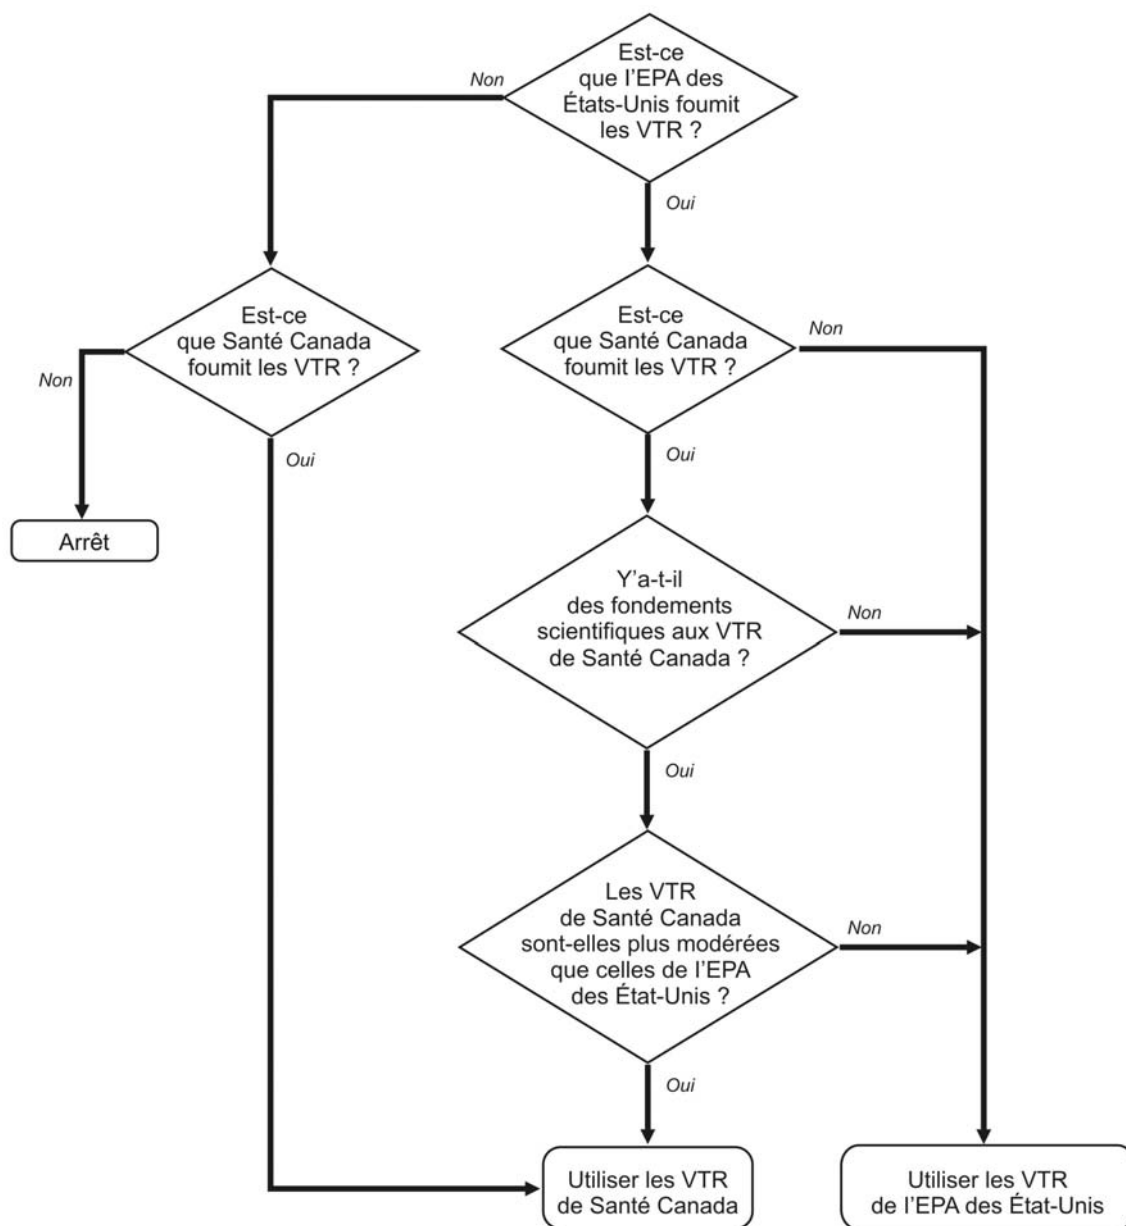 Est-ce
que l'EPA des
États-Unis foumit
les VTR ?
Non
Oui
Est-ce
que Santé Canada
foumit les VTR ?
Non
Oui
Arrêt
Est-ce
que Santé Canada
foumit les VTR ?
Non
Oui
Y'a-t-il
des fondements
scientifiques aux VTR
de Santé Canada ?
Non
Oui
Les VTR
de Santé Canada
sont-elles plus modérées
que celles de l'EPA
des État-Unis ?
Non
Oui
Utiliser les VTR
de Santé Canada
Utiliser les VTR
de l'EPA des État-Unis